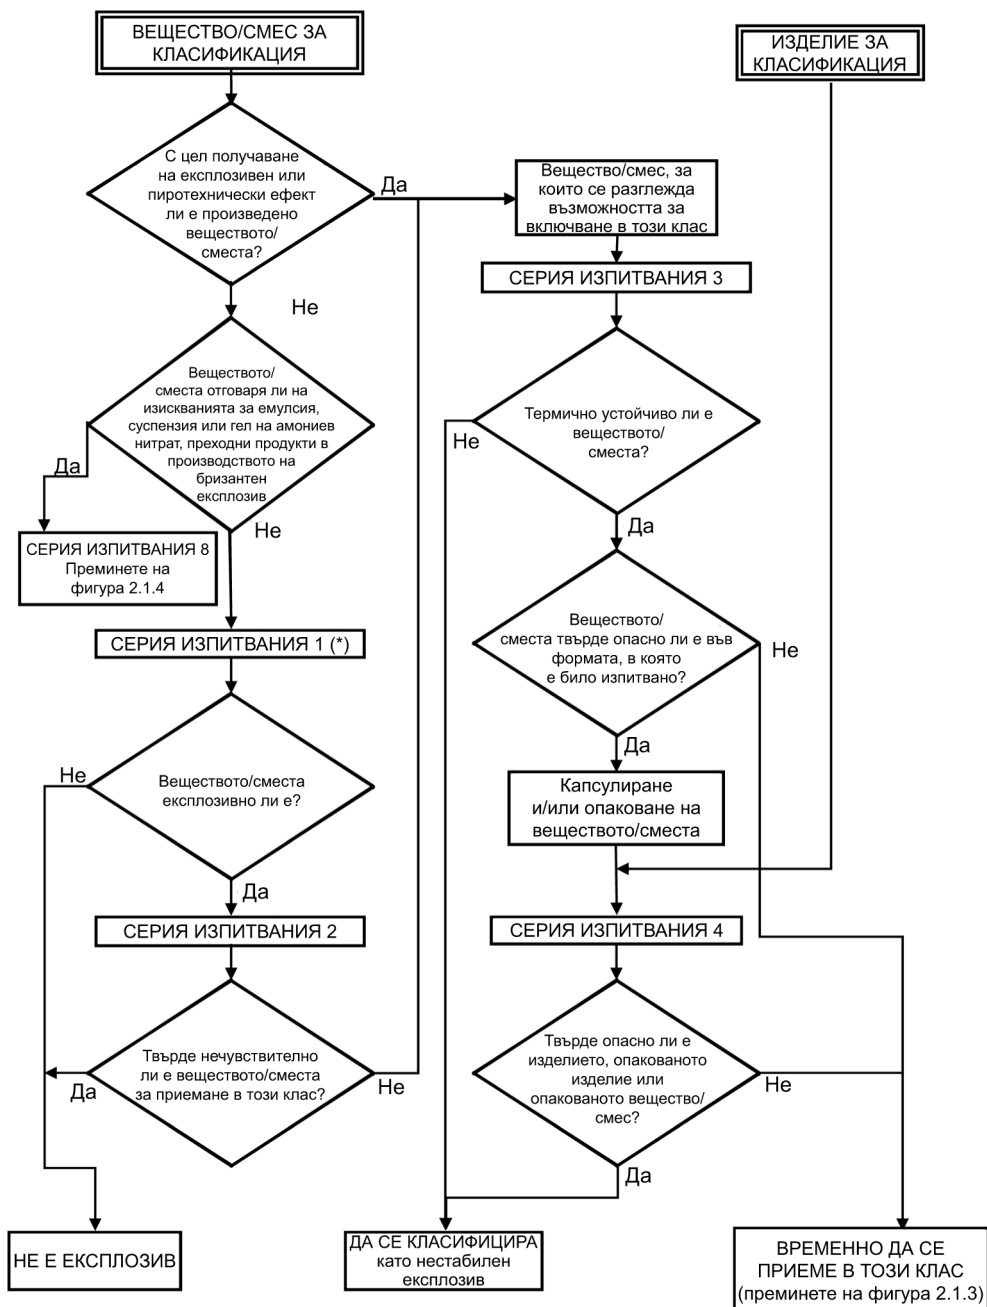 ВЕЩЕСТВО/СМЕС ЗА
КЛАСИФИКАЦИЯ
ИЗДЕЛИЕ ЗА
КЛАСИФИКАЦИЯ
С цел получаване
на експлозивен или
пиротехнически ефект
ли е произведено
веществото/
сместа?
Да
Вещество/смес, за
които се разглежда
възможността за
включване в този клас
СЕРИЯ ИЗПИТВАНИЯ 3
Не
Веществото/
сместа отговаря ли на
изискванията за емулсия,
суспензия или гел на амониев
нитрат, преходни продукти в
производството на
бризантен
експлозив
Да
Не
СЕРИЯ ИЗПИТВАНИЯ 8
Преминете на
фигура 2.1.4
Термично устойчиво ли е
веществото/
сместа?
Не
Да
СЕРИЯ ИЗПИТВАНИЯ 1 (*)
Веществото/
сместа твърде опасно ли е във
формата, в която
е било изпитвано?
Не
Да
Веществото/сместа
експлозивно ли е?
Не
Да
Капсулиране
и/или опаковане на
веществото/сместа
СЕРИЯ ИЗПИТВАНИЯ 2
СЕРИЯ ИЗПИТВАНИЯ 4
Твърде нечувствително
ли е веществото/сместа
за приемане в този клас?
Да
Не
Твърде опасно ли е
изделието, опакованото
изделие или
опакованото вещество/
смес?
Не
Да
НЕ Е ЕКСПЛОЗИВ
ДА СЕ КЛАСИФИЦИРА
като нестабилен
експлозив
ВРЕМЕННО ДА СЕ
ПРИЕМЕ В ТОЗИ КЛАС
(преминете на фигура 2.1.3)